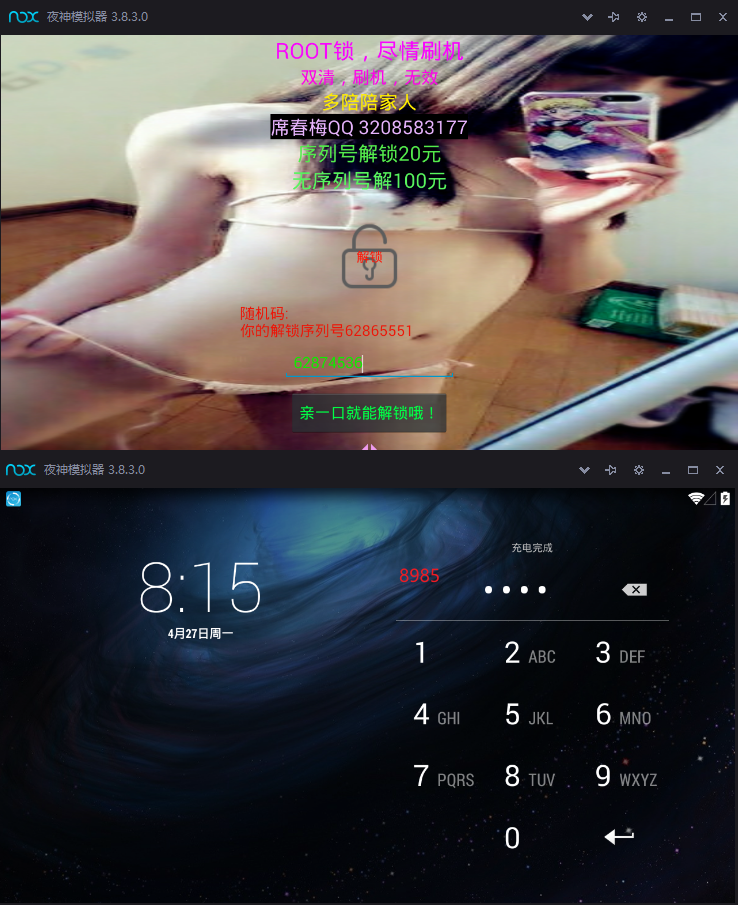 nox 夜神模拟器 3.8.3.0
ROOT锁，尽情刷机
双清，刷机，无效
多陪陪家人
席春梅QQ 3208583177
序列号解锁20元
无序列号解100元
解锁
随机码:
你的解锁序列号62865551
62874536
亲一口就能解锁哦！
nox 夜神模拟器 3.8.3.0
充电完成
8:15
8985
4月27日周一
1
2 ABC
3 DEF
4 GHI
5 JKL
6 MNO
7 PQRS
8 TUV
9 WXYZ
0